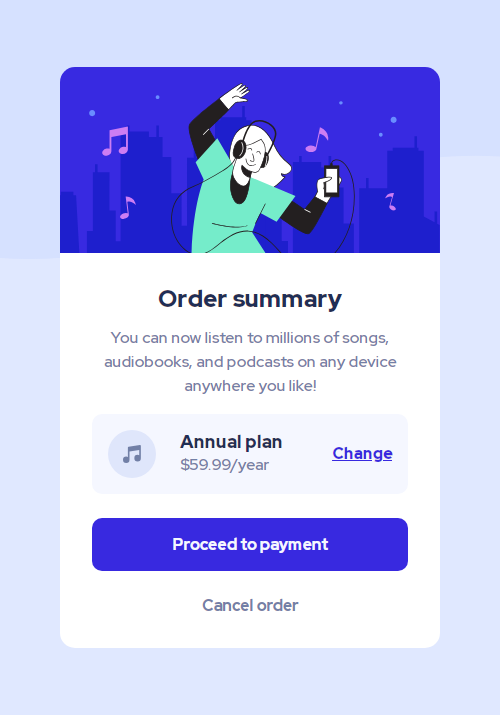 Order summary
You can now listen to millions of songs,
audiobooks, and podcasts on any device
anywhere you like!
Annual plan
$59.99/year
Change
Proceed to payment
Cancel order